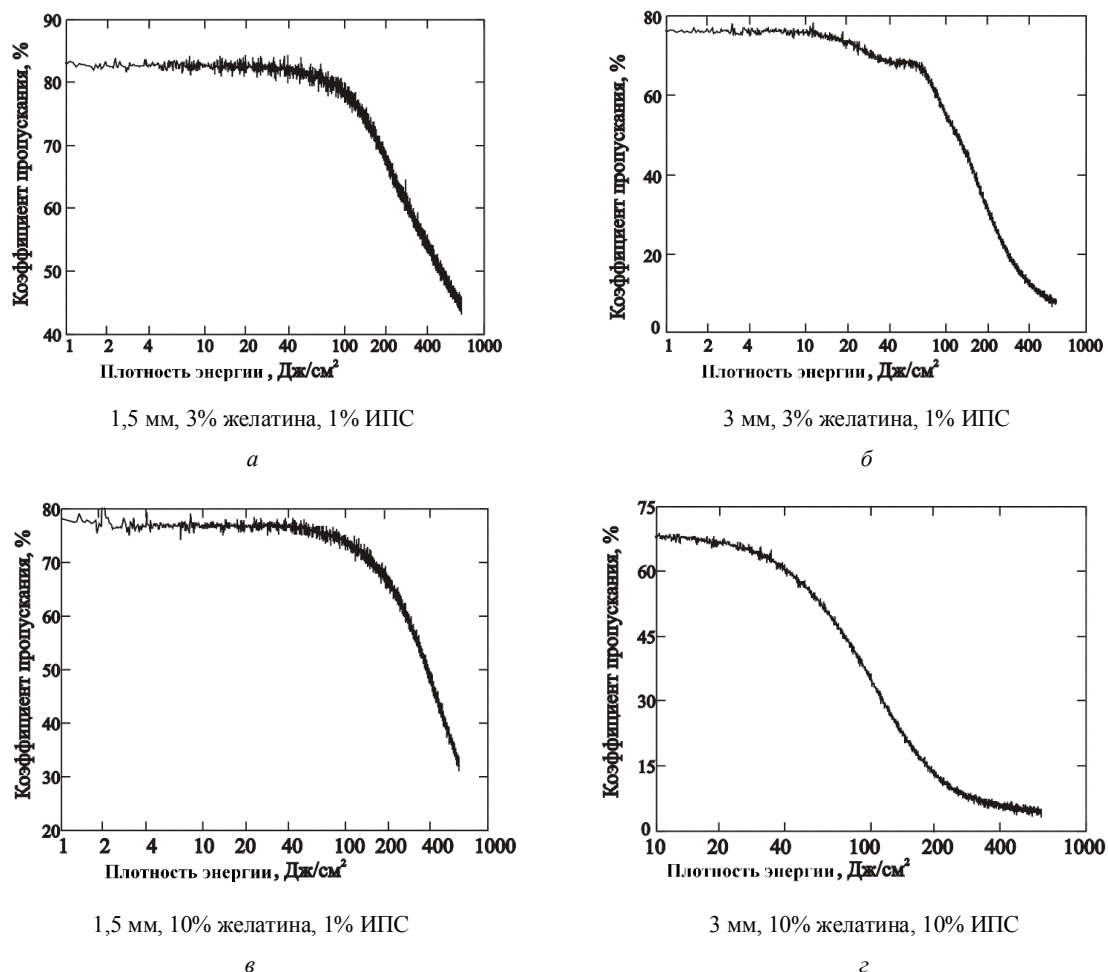 90
80
70
60
50
40
Коэффициент пропускания, %
1 2 4 10 20 40 100 200 400 1000
Плотность энергии, Дж/см²
1,5 мм, 3% желатина, 1% ИПС
а
80
60
40
20
0
Коэффициент пропускания, %
1 2 4 10 20 40 100 200 400 1000
Плотность энергии, Дж/см²
3 мм, 3% желатина, 1% ИПС
б
80
70
60
50
40
30
20
Коэффициент пропускания, %
1 2 4 10 20 40 100 200 400 1000
Плотность энергии, Дж/см²
1,5 мм, 10% желатина, 1% ИПС
в
75
60
45
30
15
0
Коэффициент пропускания, %
10 20 40 100 200 400 1000
Плотность энергии, Дж/см²
3 мм, 10% желатина, 10% ИПС
г